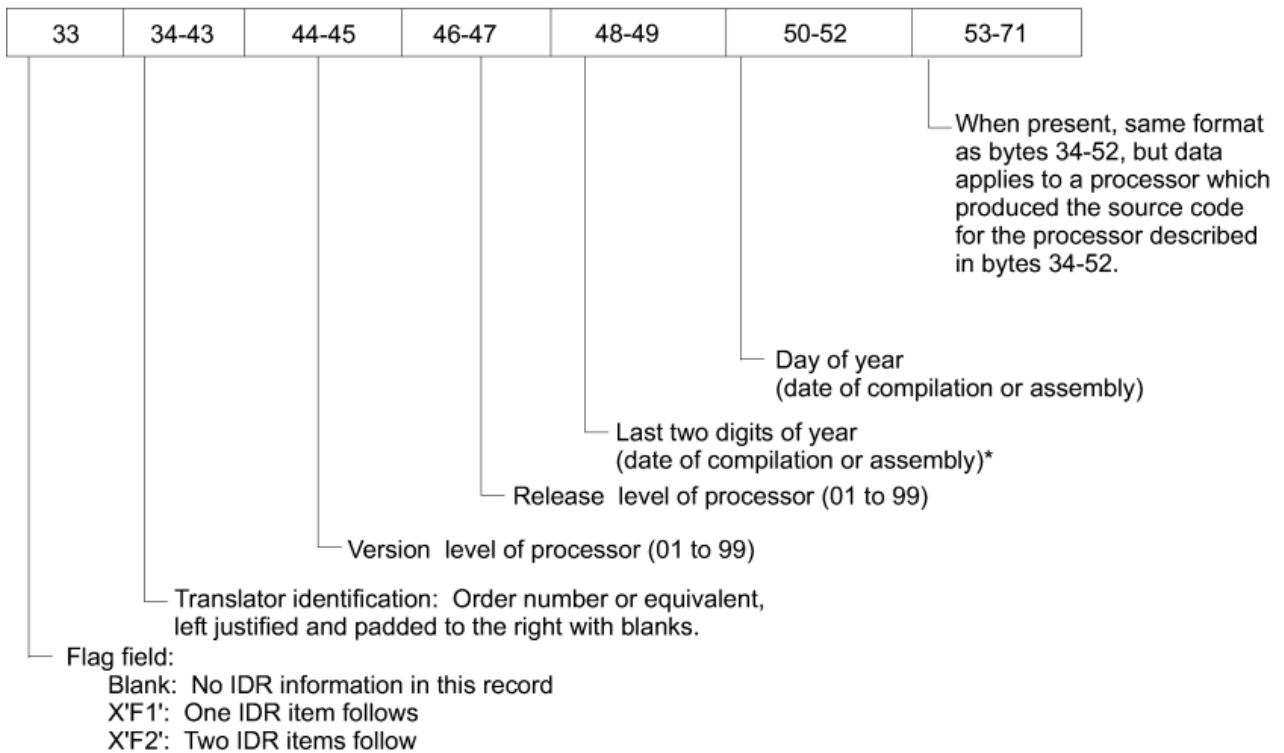 33 34-43 44-45 46-47 48-49 50-52 53-71
When present, same format
as bytes 34-52, but data
applies to a processor which
produced the source code
for the processor described
in bytes 34-52.
Day of year
(date of compilation or assembly)
Last two digits of year
(date of compilation or assembly)*
Release level of processor (01 to 99)
Version level of processor (01 to 99)
Translator identification: Order number or equivalent,
left justified and padded to the right with blanks.
Flag field:
Blank: No IDR information in this record
X'F1': One IDR item follows
X'F2': Two IDR items follow